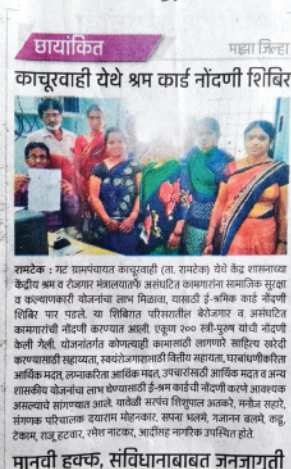 छायांकित
माझा जिल्हा
काचूरवाही येथे श्रम कार्ड नोंदणी शिबिर
रामटेक : गट ग्रामपंचायत काचूरवाही (ता. रामटेक) येथे केंद्र शासनाच्या
केंद्रीय श्रम व रोजगार मंत्रालयातर्फे असंघटित कामगारांना सामाजिक सुरक्षा
व कल्याणकारी योजनांचा लाभ मिळावा, यासाठी ई-श्रमिक कार्ड नोंदणी
शिबिर पार पडले. या शिबिरात परिसरातील बेरोजगार व असंघटित
कामगारांची नोंदणी करण्यात आली. एकूण २०० स्त्री-पुरुष यांची नोंदणी
केली गेली. योजनांतर्गत कोणत्याही कामासाठी लागणारे साहित्य खरेदी
करण्यासाठी सहाय्यता, स्वयंरोजगारासाठी वित्तीय सहायता, घरबांधणीकरिता
आर्थिक मदत, लग्नाकरिता आर्थिक मदत, उपचारांसाठी आर्थिक मदत व अन्य
शासकीय योजनांचा लाभ घेण्यासाठी ई-श्रम कार्डची नोंदणी करणे आवश्यक
असल्याचे सांगण्यात आले. यावेळी सरपंच शिशुपाल अतकरे, मनोज सहारे,
संगणक परिचालक दयाराम मोहनकार, सपना भलमे, गजानन बलमे, कडू,
टेकाम, राजू हटवार, रमेश नाटकर, आदींसह नागरिक उपस्थित होते.
मानवी हक्क, संविधानाबाबत जनजागृती